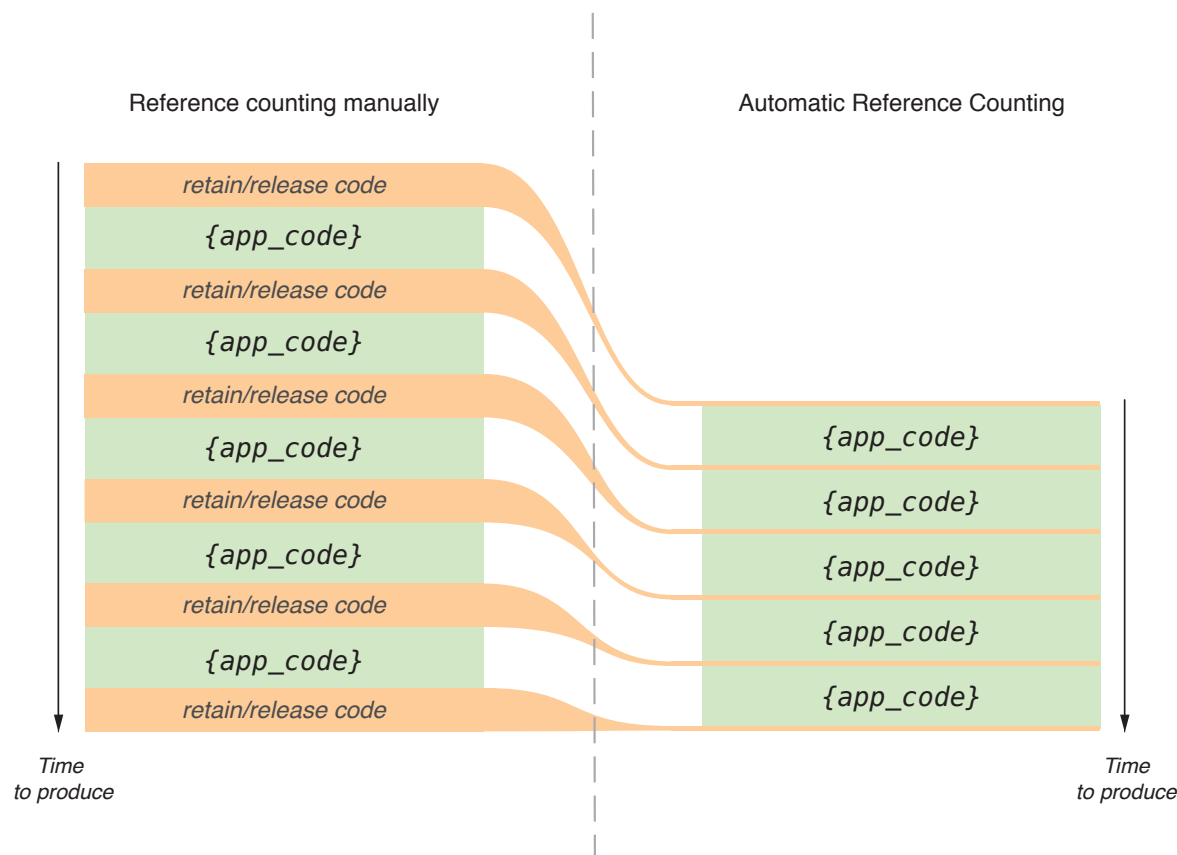 Reference counting manually
Automatic Reference Counting
retain/release code
{app_code}
retain/release code
{app_code}
retain/release code
{app_code}
retain/release code
{app_code}
retain/release code
{app_code}
retain/release code
{app_code}
{app_code}
{app_code}
{app_code}
{app_code}
Time
to produce
Time
to produce